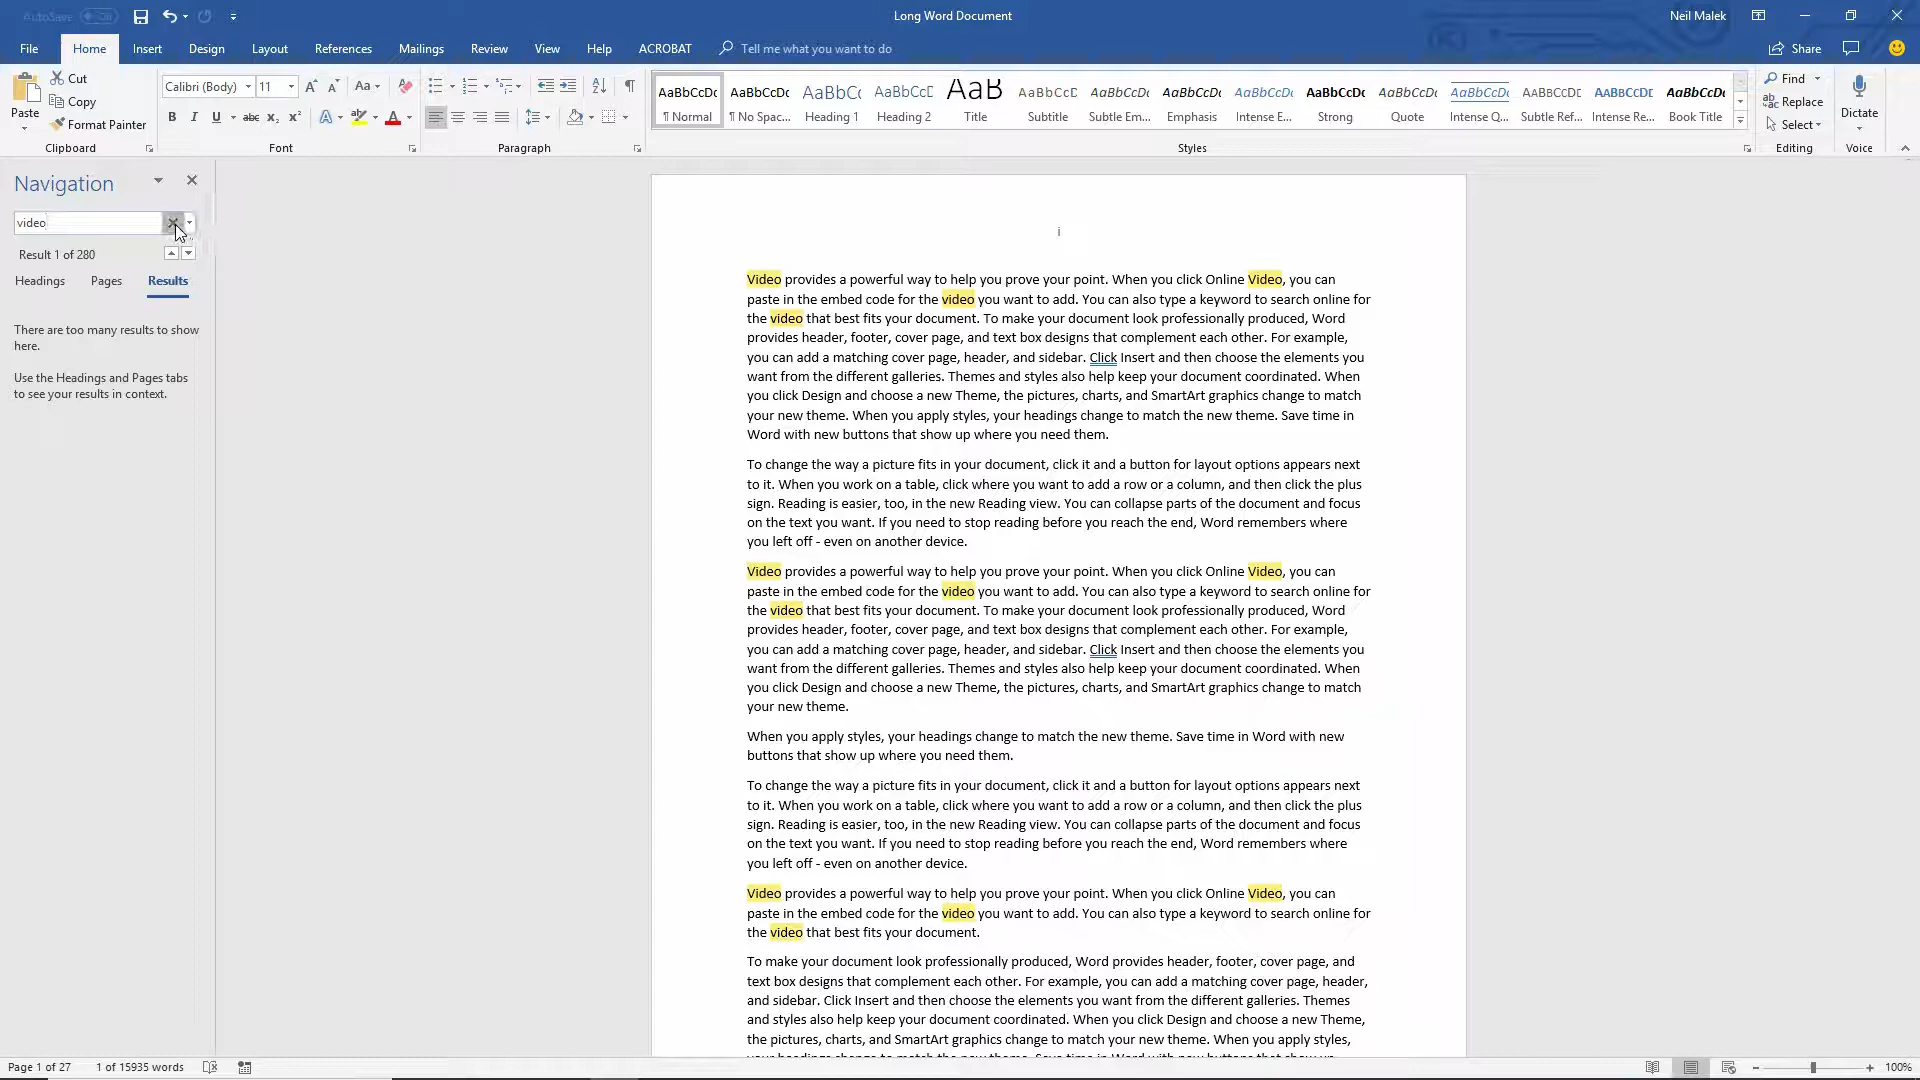 AutoSave Off
Long Word Document
Neil Malek
File Home Insert Design Layout References Mailings Review View Help ACROBAT Tell me what you want to do Share
Paste Cut Copy Format Painter
Calibri (Body) 11 Aa
B I U abc x₂ x² A A
AaBbCcDc AaBbCcDc AaBbCc AaBbCcD AaB AaBbCcD AaBbCcDc AaBbCcDc AaBbCcDc AaBbCcDc AaBbCcDc AaBbCcDc AABBCCDD AABBCCDD AaBbCcDc
¶ Normal ¶ No Spac... Heading 1 Heading 2 Title Subtitle Subtle Em... Emphasis Intense E... Strong Quote Intense Q... Subtle Ref... Intense Re... Book Title
Find
Replace
Select
Dictate
Clipboard Font Paragraph Styles Editing Voice
Navigation
video
Result 1 of 280
Headings Pages Results
There are too many results to show
here.
Use the Headings and Pages tabs
to see your results in context.
i
Video provides a powerful way to help you prove your point. When you click Online Video, you can
paste in the embed code for the video you want to add. You can also type a keyword to search online for
the video that best fits your document. To make your document look professionally produced, Word
provides header, footer, cover page, and text box designs that complement each other. For example,
you can add a matching cover page, header, and sidebar. Click Insert and then choose the elements you
want from the different galleries. Themes and styles also help keep your document coordinated. When
you click Design and choose a new Theme, the pictures, charts, and SmartArt graphics change to match
your new theme. When you apply styles, your headings change to match the new theme. Save time in
Word with new buttons that show up where you need them.
To change the way a picture fits in your document, click it and a button for layout options appears next
to it. When you work on a table, click where you want to add a row or a column, and then click the plus
sign. Reading is easier, too, in the new Reading view. You can collapse parts of the document and focus
on the text you want. If you need to stop reading before you reach the end, Word remembers where
you left off - even on another device.
Video provides a powerful way to help you prove your point. When you click Online Video, you can
paste in the embed code for the video you want to add. You can also type a keyword to search online for
the video that best fits your document. To make your document look professionally produced, Word
provides header, footer, cover page, and text box designs that complement each other. For example,
you can add a matching cover page, header, and sidebar. Click Insert and then choose the elements you
want from the different galleries. Themes and styles also help keep your document coordinated. When
you click Design and choose a new Theme, the pictures, charts, and SmartArt graphics change to match
your new theme.
When you apply styles, your headings change to match the new theme. Save time in Word with new
buttons that show up where you need them.
To change the way a picture fits in your document, click it and a button for layout options appears next
to it. When you work on a table, click where you want to add a row or a column, and then click the plus
sign. Reading is easier, too, in the new Reading view. You can collapse parts of the document and focus
on the text you want. If you need to stop reading before you reach the end, Word remembers where
you left off - even on another device.
Video provides a powerful way to help you prove your point. When you click Online Video, you can
paste in the embed code for the video you want to add. You can also type a keyword to search online for
the video that best fits your document.
To make your document look professionally produced, Word provides header, footer, cover page, and
text box designs that complement each other. For example, you can add a matching cover page, header,
and sidebar. Click Insert and then choose the elements you want from the different galleries. Themes
and styles also help keep your document coordinated. When you click Design and choose a new Theme,
the pictures, charts, and SmartArt graphics change to match your new theme. When you apply styles,
your headings change to match the new theme. Save time in Word with new buttons that show up
Page 1 of 27 1 of 15935 words 100%